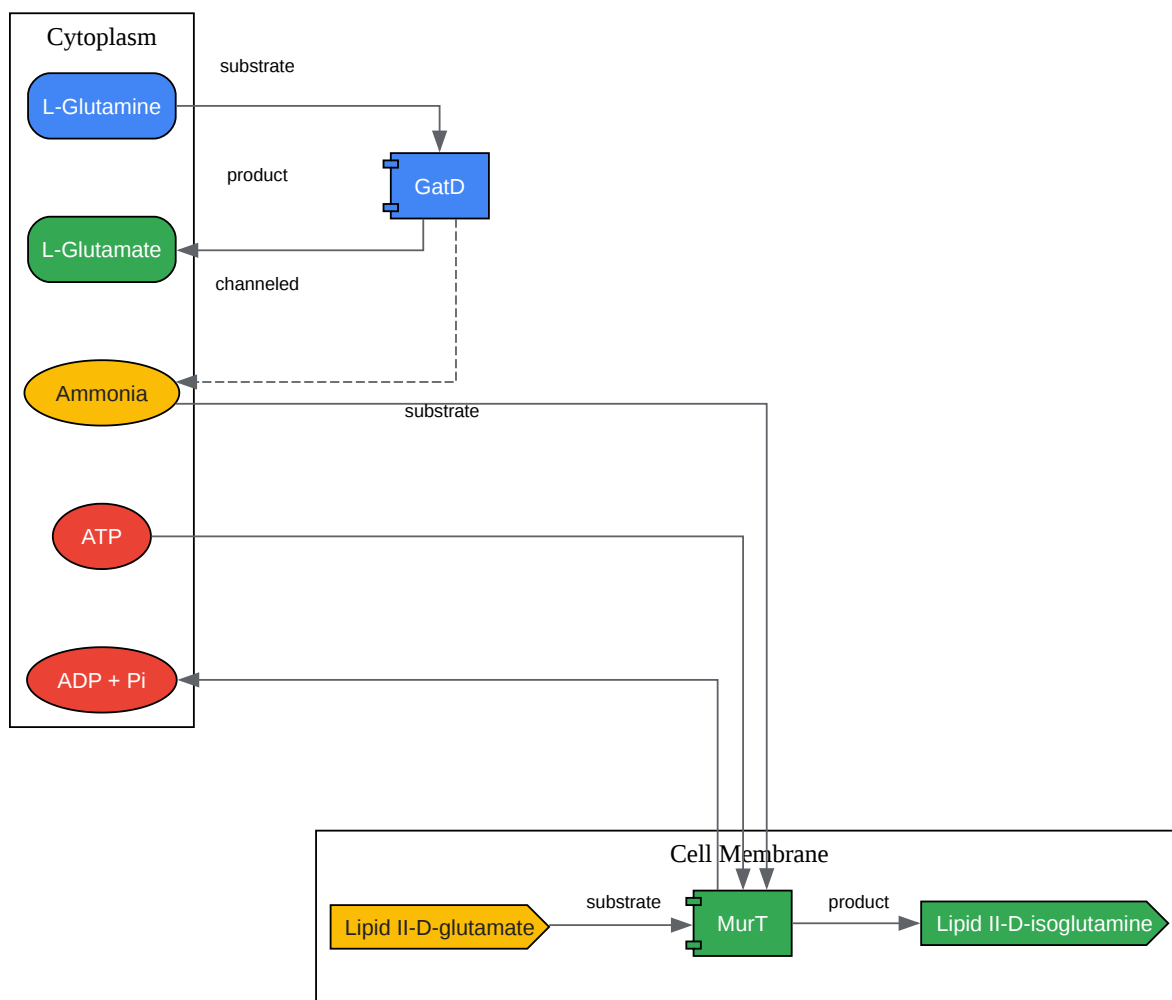 Cytoplasm
substrate
L-Glutamine
product
GatD
L-Glutamate
channeled
Ammonia
substrate
ATP
ADP + Pi
Cell Membrane
substrate
product
Lipid II-D-glutamate
MurT
Lipid II-D-isoglutamine